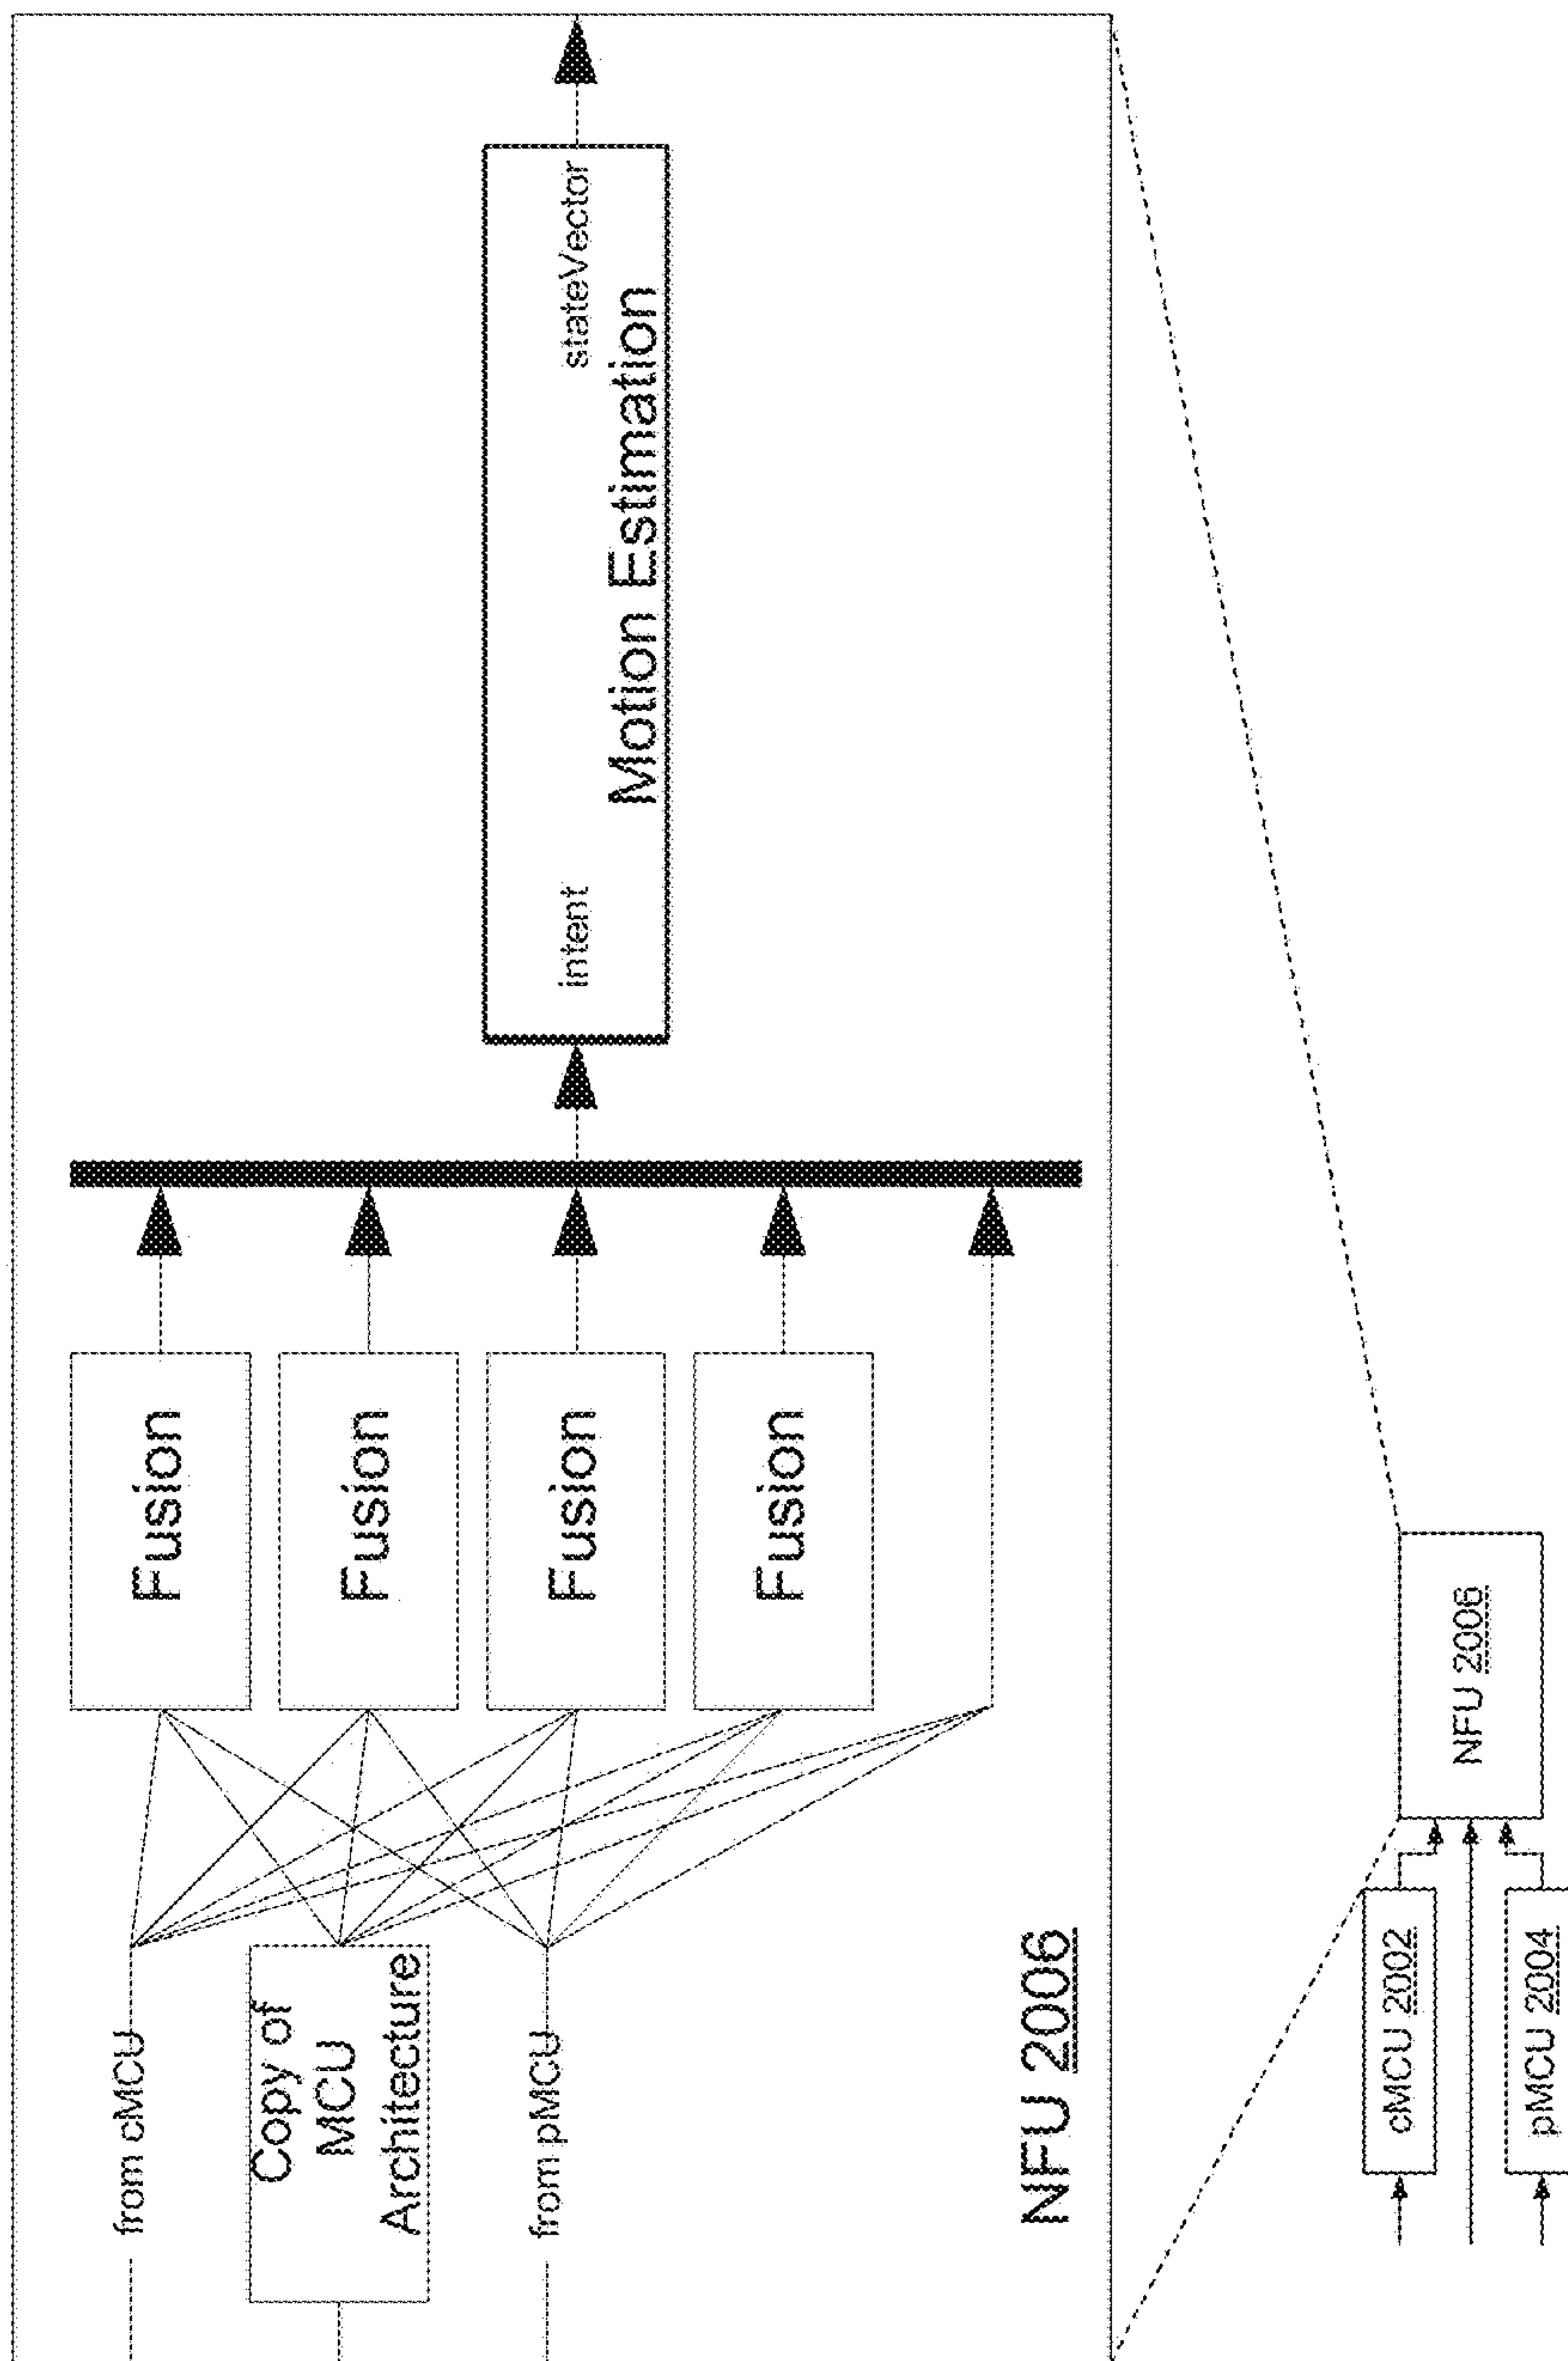 from cMCU
Copy of
MCU
Architecture
from pMCU
Fusion
Fusion
Fusion
Fusion
intent
stateVector
Motion Estimation
NFU 2006
cMCU 2002
pMCU 2004
NFU 2006